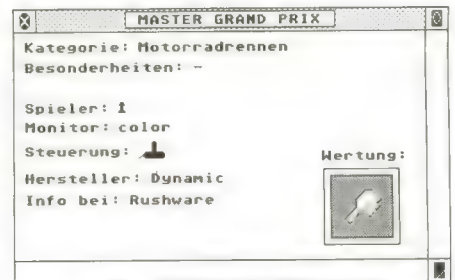 MASTER GRAND PRIX
Kategorie: Motorradrennen
Besonderheiten: -
Spieler: 1
Monitor: color
Steuerung:
Wertung:
Hersteller: Dynamic
Info bei: Rushware